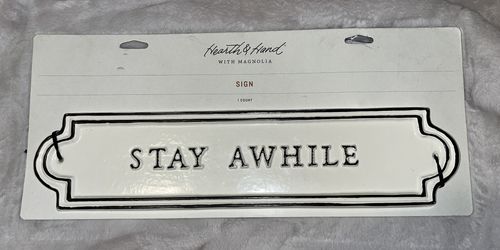 Hearth & Hand
WITH MAGNOLIA
SIGN
1 COUNT
STAY AWHILE